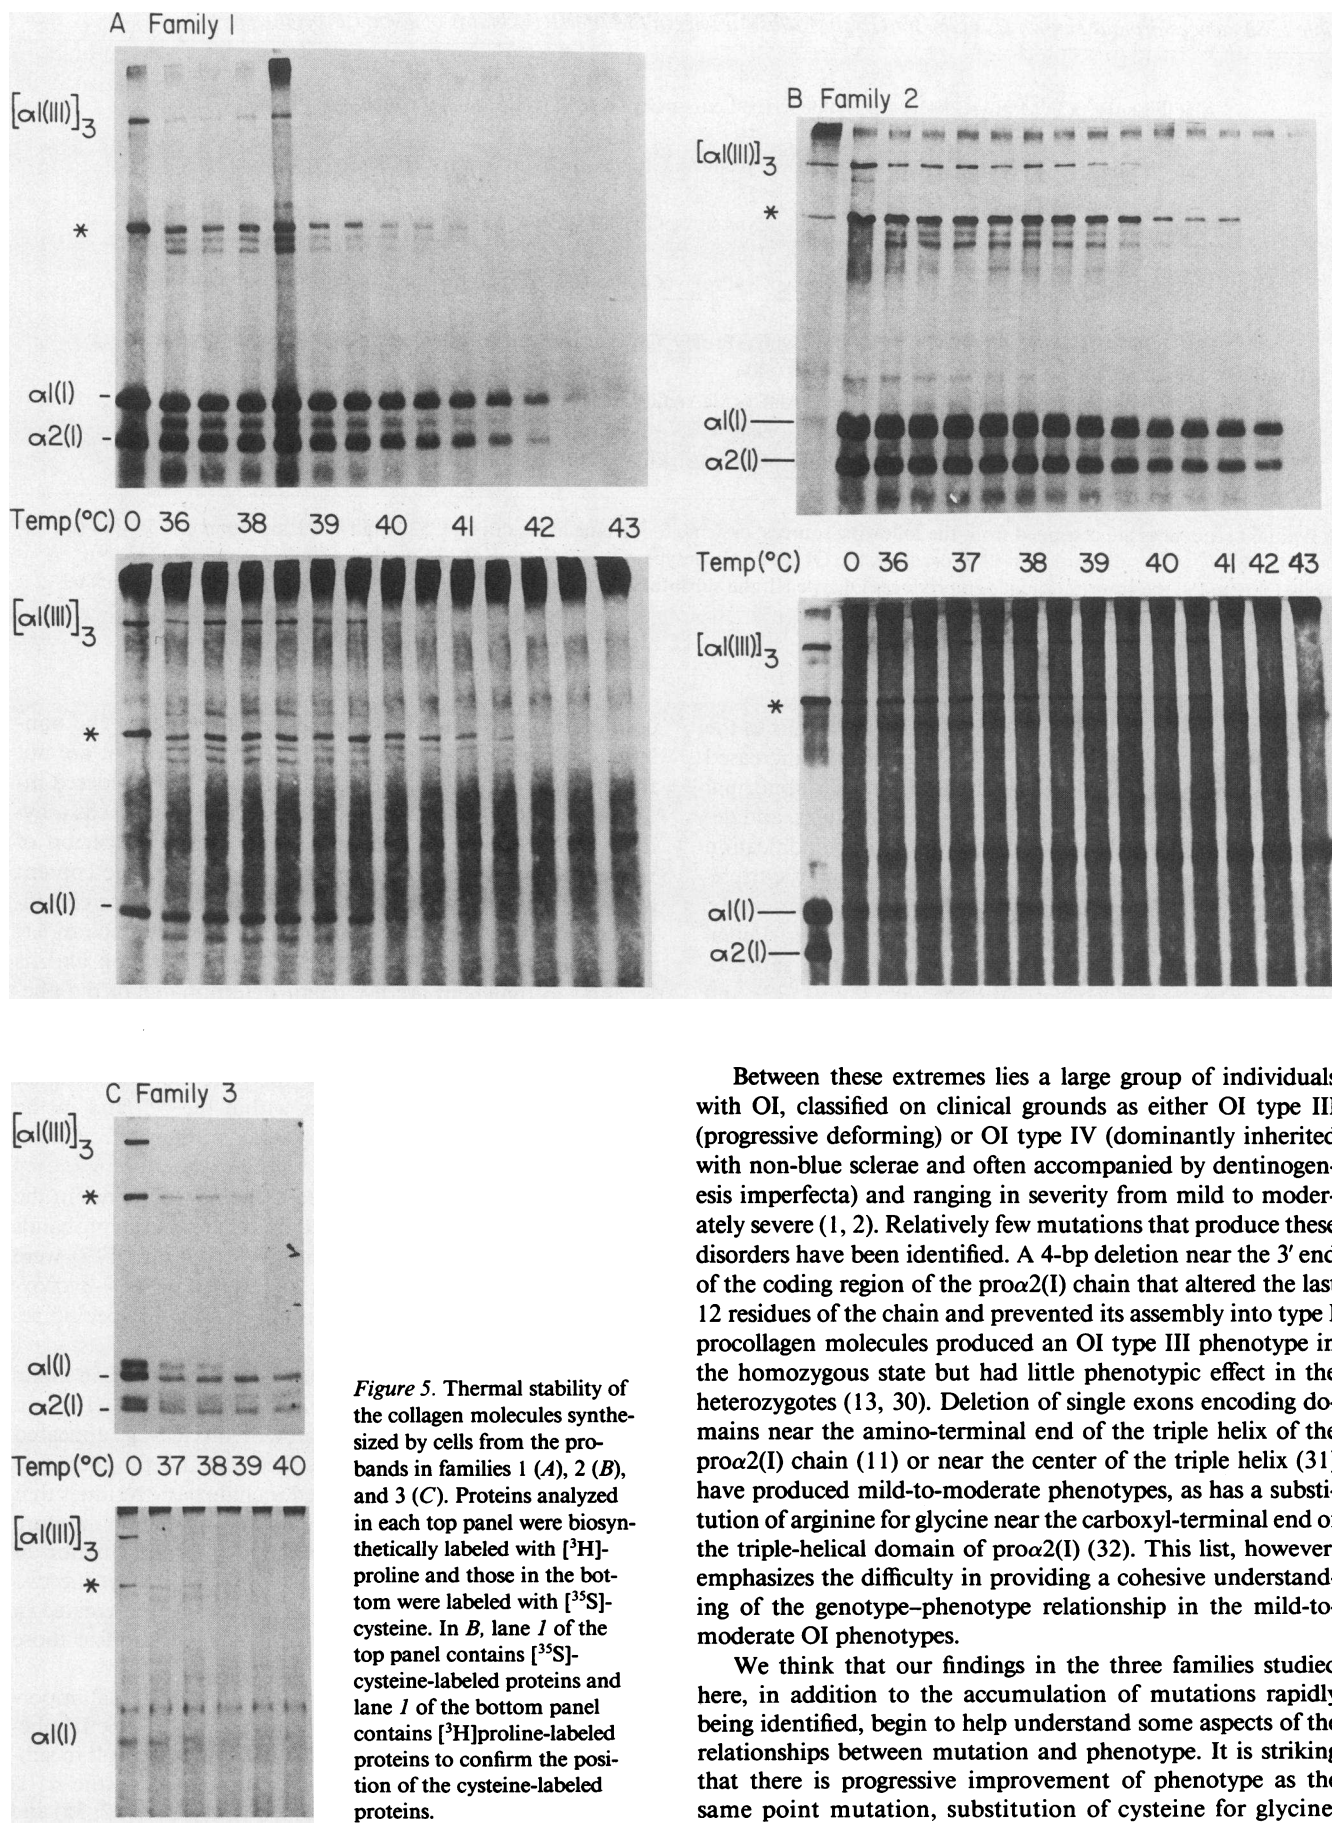 A Family 1
[α1(III)]3
*
α1(I) -
α2(I) -
Temp(°C) 0 36 38 39 40 41 42 43
[α1(III)]3
*
α1(I) -
B Family 2
[α1(III)]3
*
α1(I)—
α2(I)—
Temp(°C) 0 36 37 38 39 40 41 42 43
[α1(III)]3
*
α1(I)—
α2(I)—
C Family 3
[α1(III)]3
*
α1(I) -
α2(I) -
Temp(°C) 0 37 38 39 40
[α1(III)]3
*
α1(I)
Figure 5. Thermal stability of
the collagen molecules synthe-
sized by cells from the pro-
bands in families 1 (A), 2 (B),
and 3 (C). Proteins analyzed
in each top panel were biosyn-
thetically labeled with [³H]-
proline and those in the bot-
tom were labeled with [³⁵S]-
cysteine. In B, lane 1 of the
top panel contains [³⁵S]-
cysteine-labeled proteins and
lane 1 of the bottom panel
contains [³H]proline-labeled
proteins to confirm the posi-
tion of the cysteine-labeled
proteins.
Between these extremes lies a large group of individuals
with OI, classified on clinical grounds as either OI type III
(progressive deforming) or OI type IV (dominantly inherited
with non-blue sclerae and often accompanied by dentinogen-
esis imperfecta) and ranging in severity from mild to moder-
ately severe (1, 2). Relatively few mutations that produce these
disorders have been identified. A 4-bp deletion near the 3′ end
of the coding region of the proα2(I) chain that altered the last
12 residues of the chain and prevented its assembly into type I
procollagen molecules produced an OI type III phenotype in
the homozygous state but had little phenotypic effect in the
heterozygotes (13, 30). Deletion of single exons encoding do-
mains near the amino-terminal end of the triple helix of the
proα2(I) chain (11) or near the center of the triple helix (31)
have produced mild-to-moderate phenotypes, as has a substi-
tution of arginine for glycine near the carboxyl-terminal end of
the triple-helical domain of proα2(I) (32). This list, however,
emphasizes the difficulty in providing a cohesive understand-
ing of the genotype–phenotype relationship in the mild-to-
moderate OI phenotypes.
We think that our findings in the three families studied
here, in addition to the accumulation of mutations rapidly
being identified, begin to help understand some aspects of the
relationships between mutation and phenotype. It is striking
that there is progressive improvement of phenotype as the
same point mutation, substitution of cysteine for glycine,